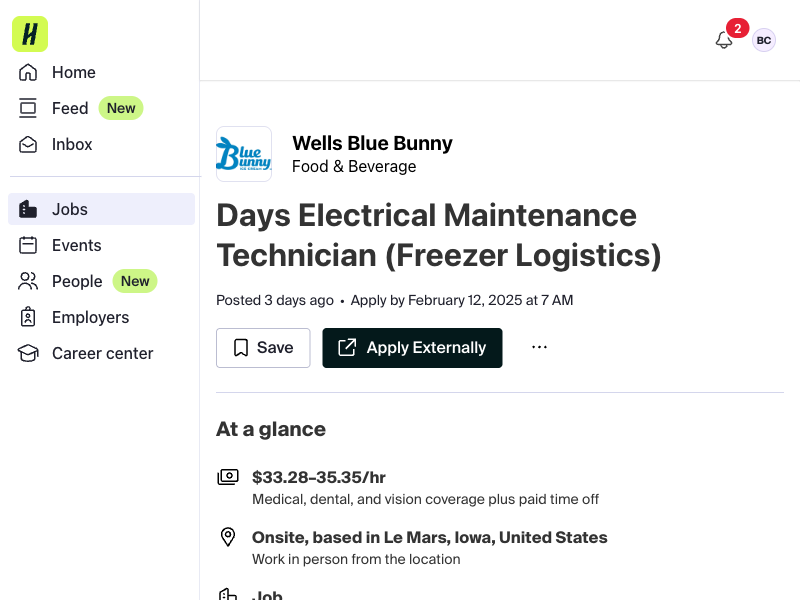 H
Home
Feed New
Inbox
Jobs
Events
People New
Employers
Career center
2
BC
Blue Bunny
ICE CREAM
Wells Blue Bunny
Food & Beverage
Days Electrical Maintenance
Technician (Freezer Logistics)
Posted 3 days ago • Apply by February 12, 2025 at 7 AM
Save
Apply Externally
At a glance
$33.28–35.35/hr
Medical, dental, and vision coverage plus paid time off
Onsite, based in Le Mars, Iowa, United States
Work in person from the location
Job